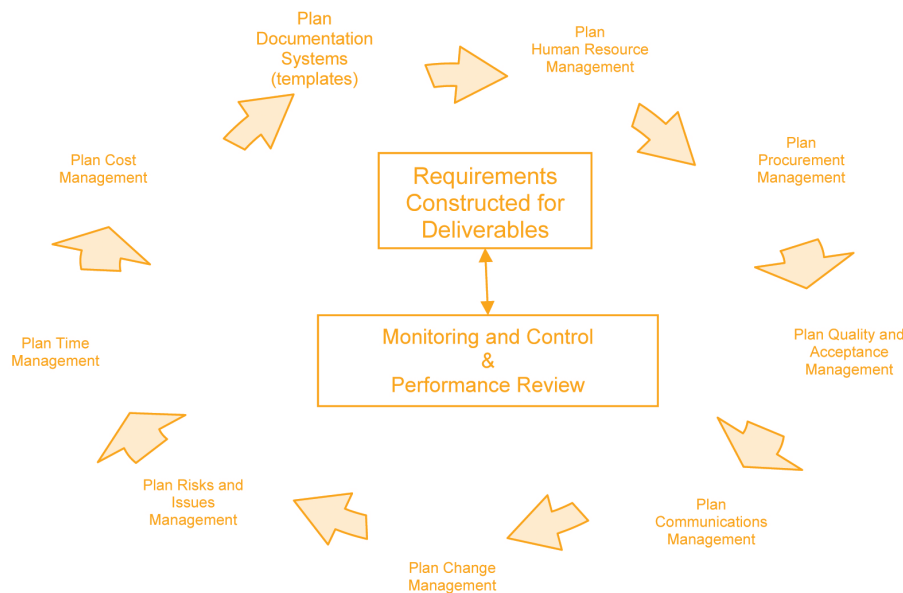 Plan
Documentation
Systems
(templates)
Plan
Human Resource
Management
Plan
Procurement
Management
Plan Quality and
Acceptance
Management
Plan
Communications
Management
Plan Change
Management
Plan Risks and
Issues
Management
Plan Time
Management
Plan Cost
Management
Requirements
Constructed for
Deliverables
Monitoring and Control
&
Performance Review